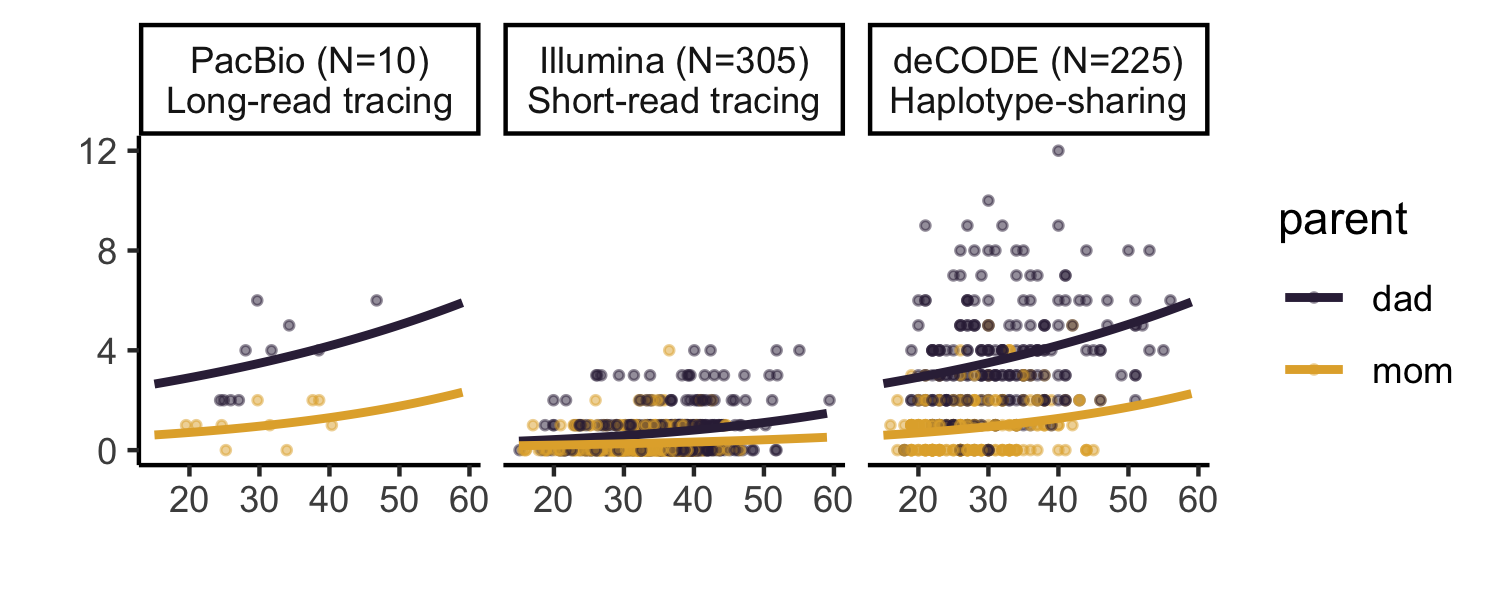 PacBio (N=10)
Long-read tracing
Illumina (N=305)
Short-read tracing
deCODE (N=225)
Haplotype-sharing
12
8
4
0
20 30 40 50 60
20 30 40 50 60
20 30 40 50 60
parent
dad
mom